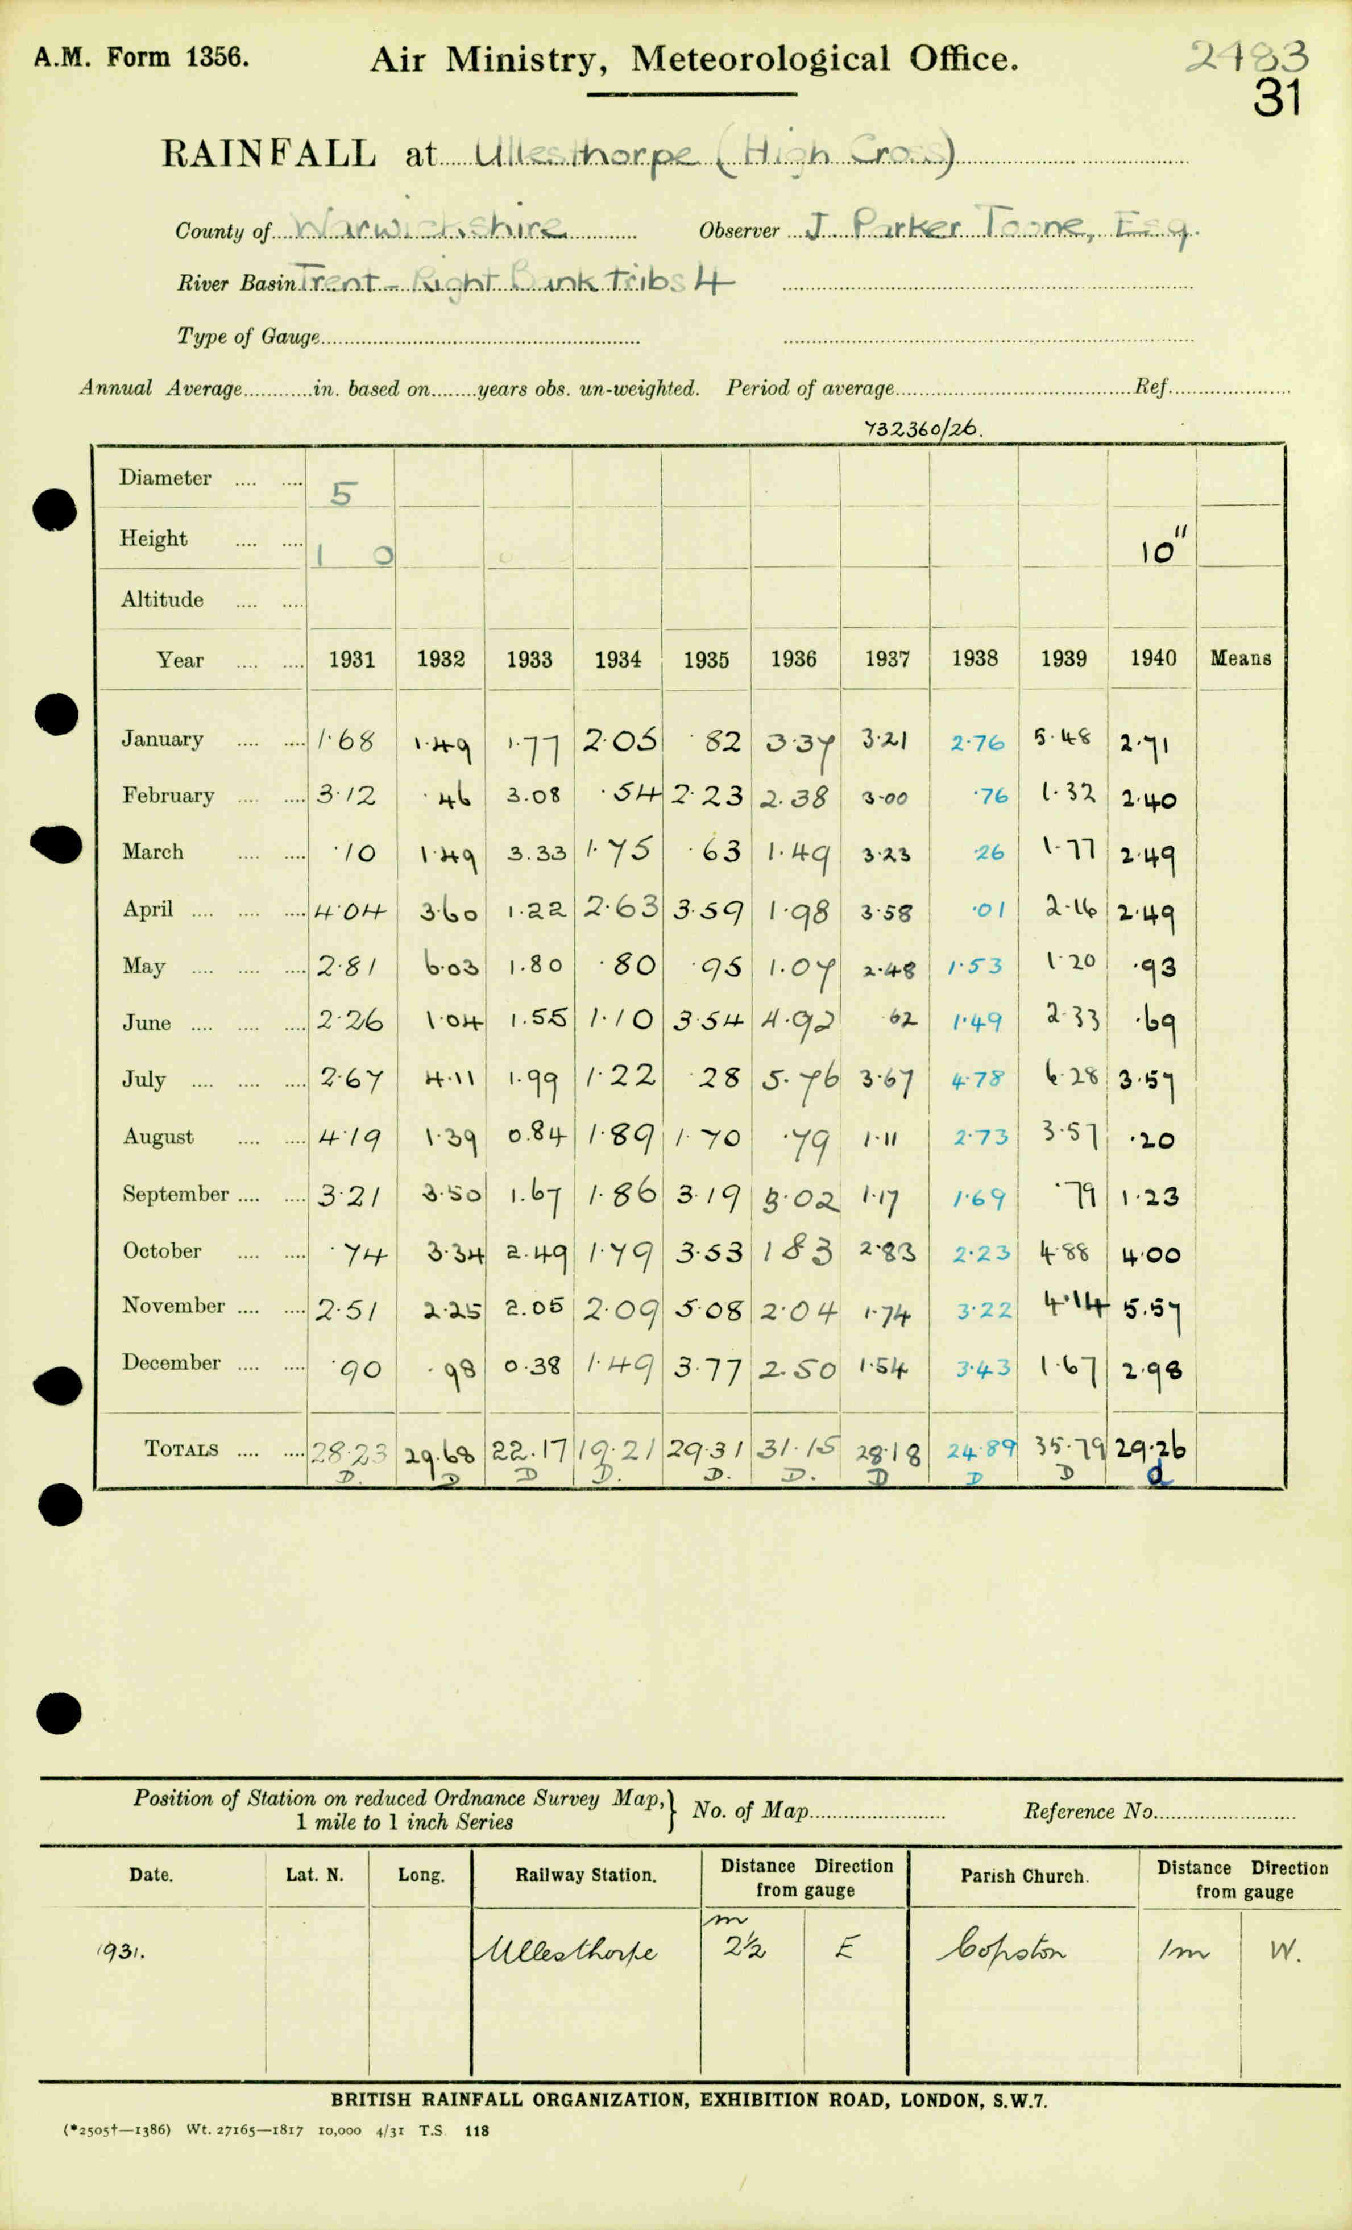 A.M. Form 1356. Air Ministry, Meteorological Office. 2483
31
RAINFALL at Ullesthorpe (High Cross)
County of Warwickshire Observer J Parker Toone, Esq.
River Basin Trent - Right Bank Tribs 4
Type of Gauge
Annual Average in. based on years obs. un-weighted. Period of average Ref.
732360/26.
Diameter 5
Height 1 0 10"
Altitude
Year 1931 1932 1933 1934 1935 1936 1937 1938 1939 1940 Means
January 1.68 1.49 1.77 2.05 .82 3.37 3.21 2.76 5.48 2.71
February 3.12 .46 3.08 .54 2.23 2.38 3.00 .76 1.32 2.40
March .10 1.49 3.33 1.75 .63 1.49 3.23 .26 1.77 2.49
April 4.04 3.60 1.22 2.63 3.59 1.98 3.58 .01 2.16 2.49
May 2.81 6.03 1.80 .80 .95 1.07 2.48 1.53 1.20 .93
June 2.26 1.04 1.55 1.10 3.54 4.92 .62 1.49 2.33 .69
July 2.67 4.11 1.99 1.22 .28 5.76 3.67 4.78 6.28 3.57
August 4.19 1.39 0.84 1.89 1.70 .79 1.11 2.73 3.57 .20
September 3.21 3.50 1.67 1.86 3.19 3.02 1.17 1.69 .79 1.23
October .74 3.34 2.49 1.79 3.53 1 83 2.83 2.23 4.88 4.00
November 2.51 2.25 2.05 2.09 5.08 2.04 1.74 3.22 4.14 5.57
December .90 .98 0.38 1.49 3.77 2.50 1.54 3.43 1.67 2.98
TOTALS 28.23 29.68 22.17 19.21 29.31 31.15 28.18 24.89 35.79 29.26
D. D D D. D. D. D D D d
Position of Station on reduced Ordnance Survey Map, } No. of Map Reference No.
1 mile to 1 inch Series
Date. Lat. N. Long. Railway Station. Distance Direction from gauge Parish Church. Distance Direction from gauge
1931. Ullesthorpe 2½ m E Copston 1m W.
BRITISH RAINFALL ORGANIZATION, EXHIBITION ROAD, LONDON, S.W.7.
(*2505†—1386) Wt. 27165—1817 10,000 4/31 T.S. 118